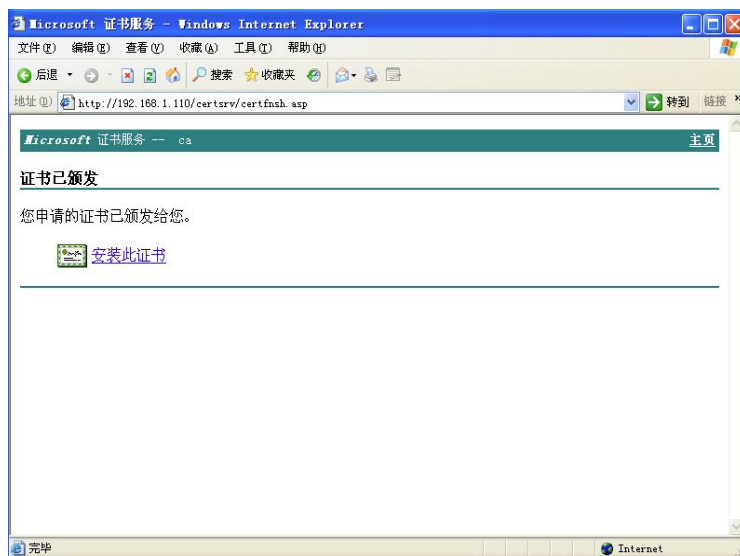 Microsoft 证书服务 - Windows Internet Explorer
文件(F) 编辑(E) 查看(V) 收藏(A) 工具(T) 帮助(H)
后退 搜索 收藏夹
地址(D) http://192.168.1.110/certsrv/certfnsh.asp 转到 链接 »
Microsoft 证书服务 -- ca 主页
证书已颁发
您申请的证书已颁发给您。
安装此证书
完毕 Internet